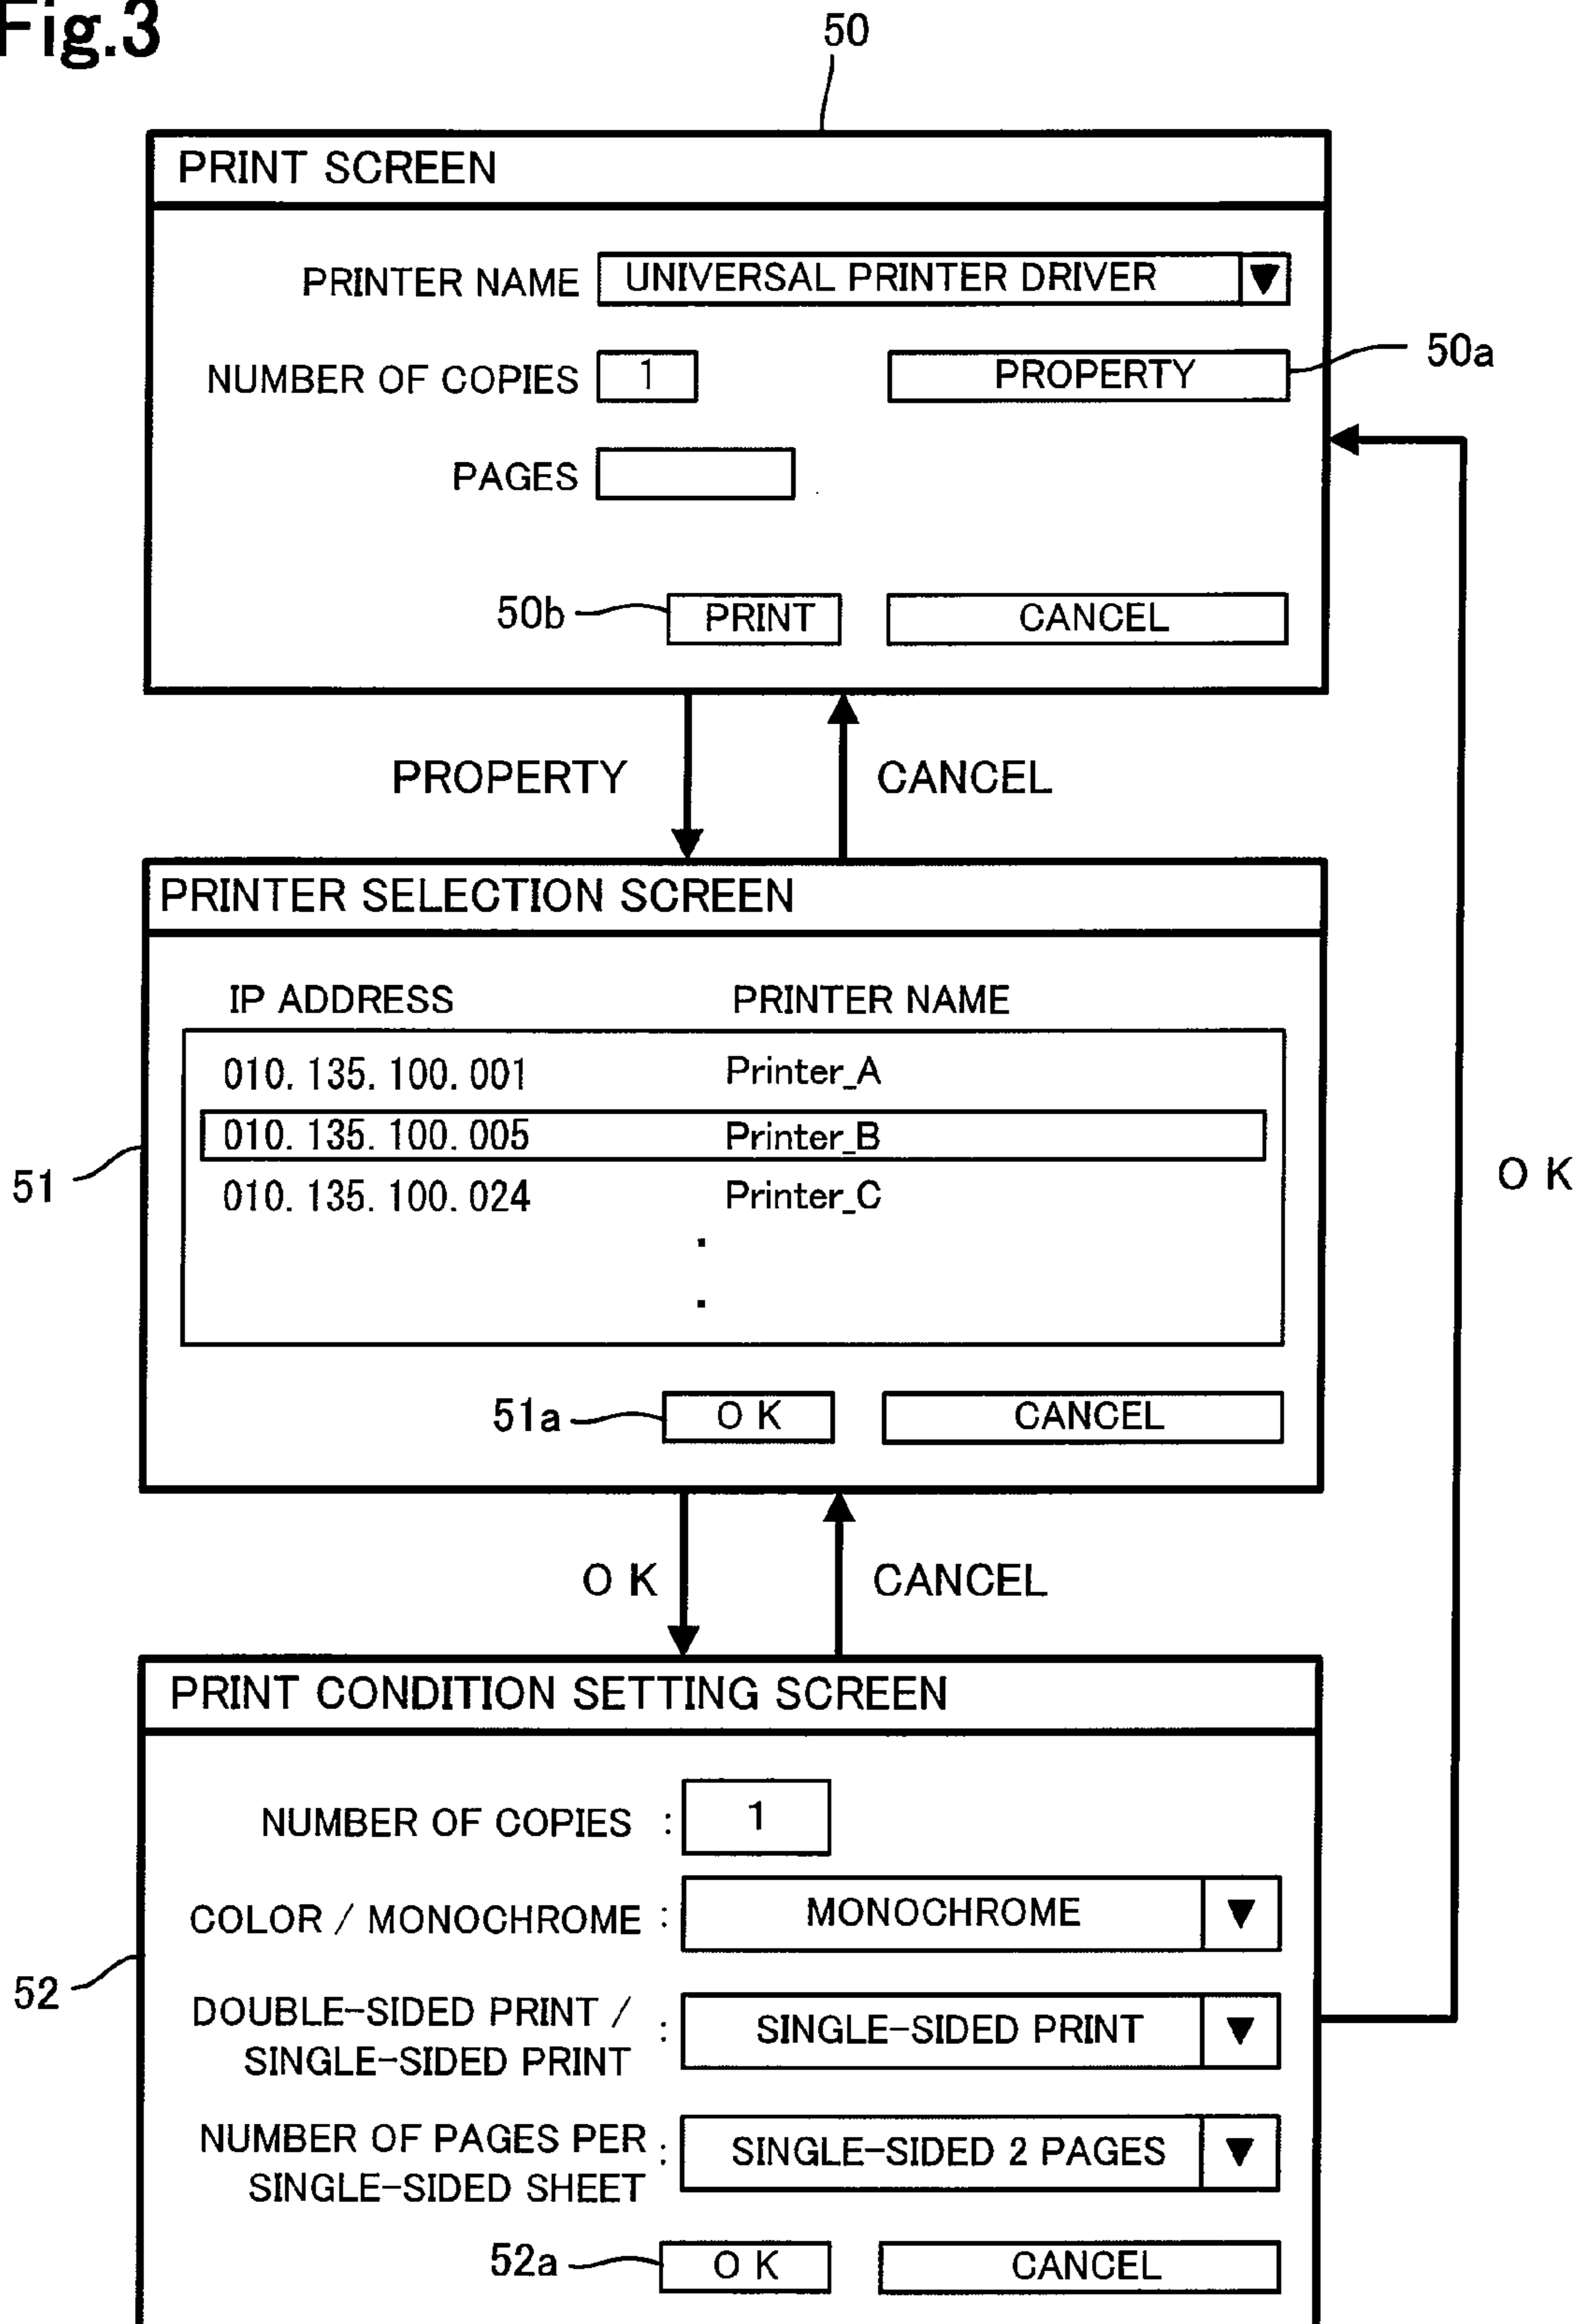 Fig.3
50
PRINT SCREEN
PRINTER NAME UNIVERSAL PRINTER DRIVER ▼
NUMBER OF COPIES 1 PROPERTY 50a
PAGES
50b PRINT CANCEL
PROPERTY CANCEL
PRINTER SELECTION SCREEN
IP ADDRESS PRINTER NAME
010. 135. 100. 001 Printer_A
010. 135. 100. 005 Printer_B
51
010. 135. 100. 024 Printer_C
O K
.
.
51a O K CANCEL
O K CANCEL
PRINT CONDITION SETTING SCREEN
NUMBER OF COPIES : 1
COLOR / MONOCHROME : MONOCHROME ▼
52
DOUBLE-SIDED PRINT / : SINGLE-SIDED PRINT ▼
SINGLE-SIDED PRINT
NUMBER OF PAGES PER : SINGLE-SIDED 2 PAGES ▼
SINGLE-SIDED SHEET
52a O K CANCEL